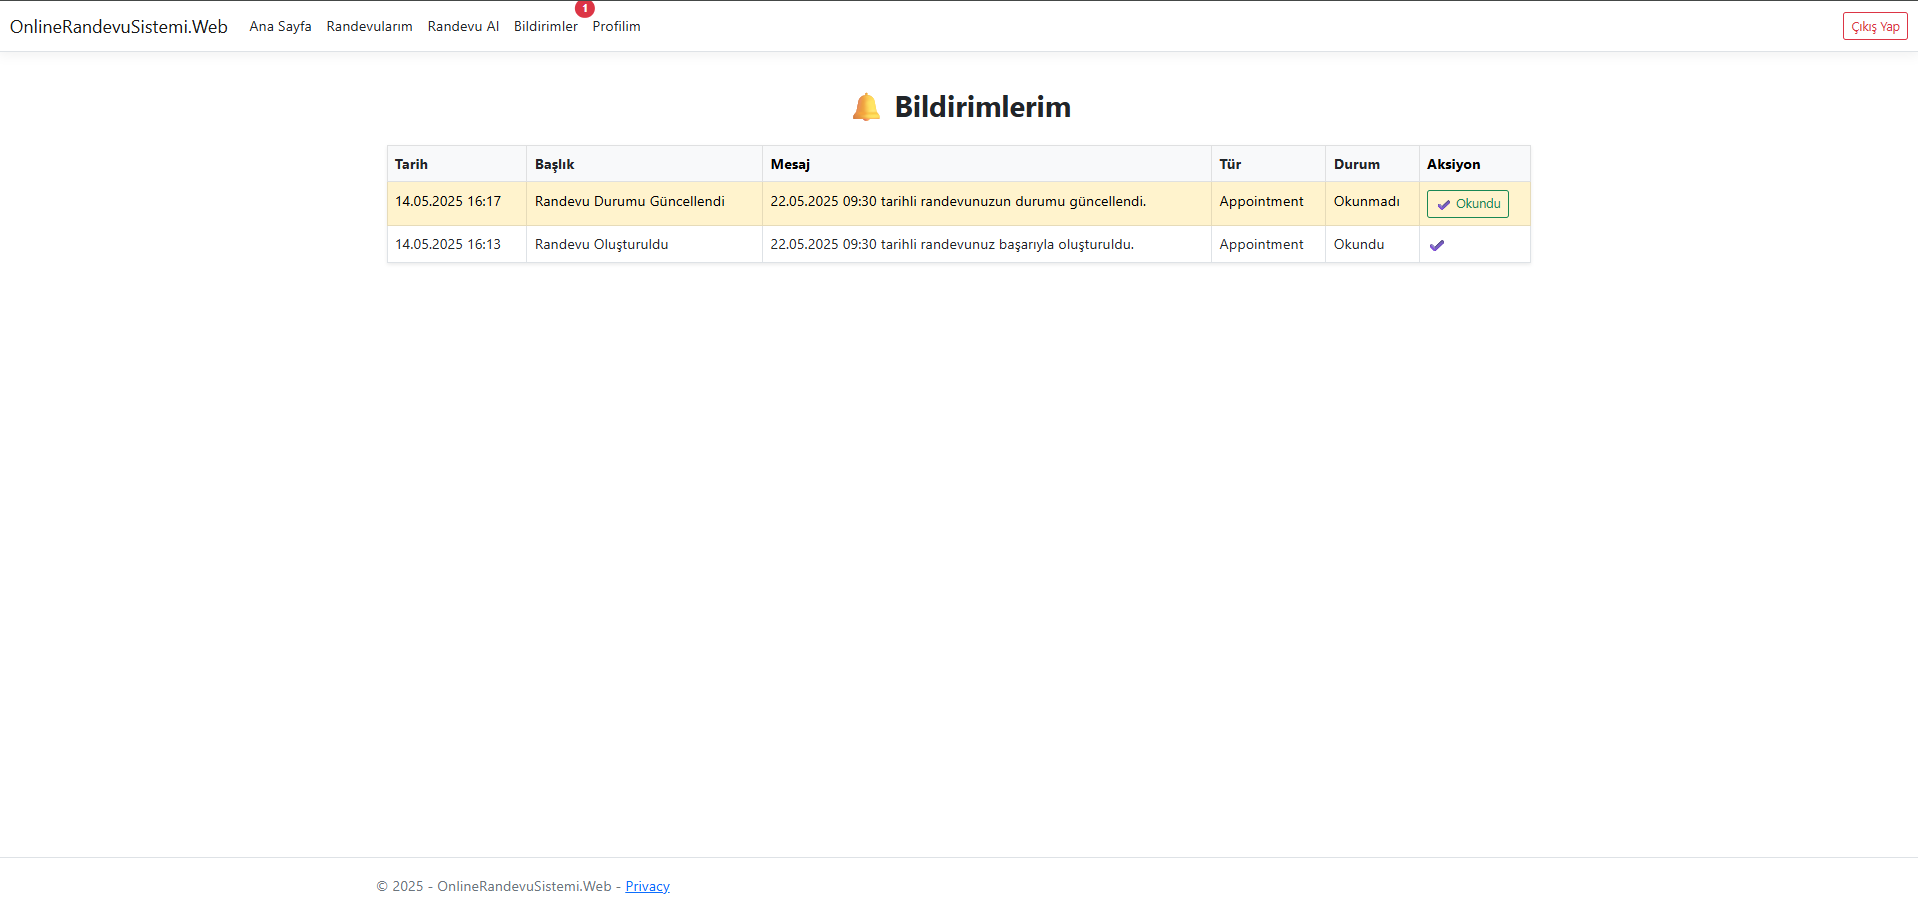 1
OnlineRandevuSistemi.Web Ana Sayfa Randevularım Randevu Al Bildirimler Profilim Çıkış Yap
Bildirimlerim
Tarih Başlık Mesaj Tür Durum Aksiyon
14.05.2025 16:17 Randevu Durumu Güncellendi 22.05.2025 09:30 tarihli randevunuzun durumu güncellendi. Appointment Okunmadı Okundu
14.05.2025 16:13 Randevu Oluşturuldu 22.05.2025 09:30 tarihli randevunuz başarıyla oluşturuldu. Appointment Okundu
© 2025 - OnlineRandevuSistemi.Web - Privacy